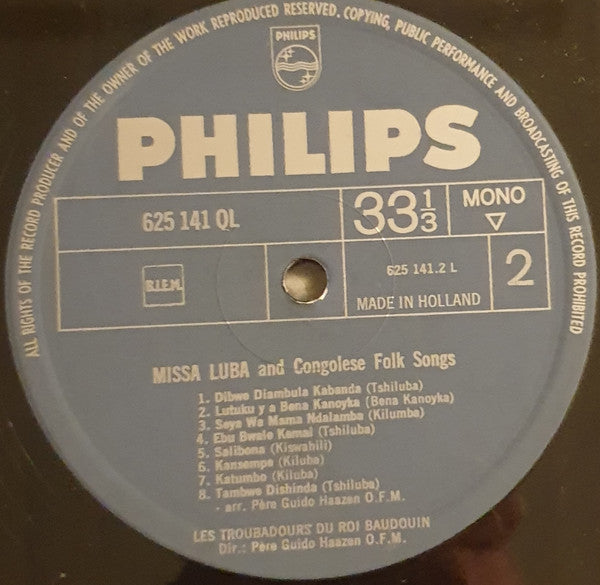 ALL RIGHTS OF THE RECORD PRODUCER AND OF THE OWNER OF THE WORK REPRODUCED RESERVED. COPYING, PUBLIC PERFORMANCE AND BROADCASTING OF THIS RECORD PROHIBITED
PHILIPS
PHILIPS
625 141 QL
33 1/3
MONO
B.I.E.M.
625 141.2 L
MADE IN HOLLAND
2
MISSA LUBA and Congolese Folk Songs
1. Dibwe Diambula Kabanda (Tshiluba)
2. Lutuku y a Bena Kanoyka (Bena Kanoyka)
3. Seya Wa Mama Ndalamba (Kilumba)
4. Ebu Bwale Kemai (Tshiluba)
5. Salibona (Kiswahili)
6. Kansempe (Kiluba)
7. Katumbo (Kiluba)
8. Tambwe Dishinda (Tshiluba)
- arr. Père Guido Haazen O.F.M.
LES TROUBADOURS DU ROI BAUDOUIN
Dir.: Père Guido Haazen O.F.M.